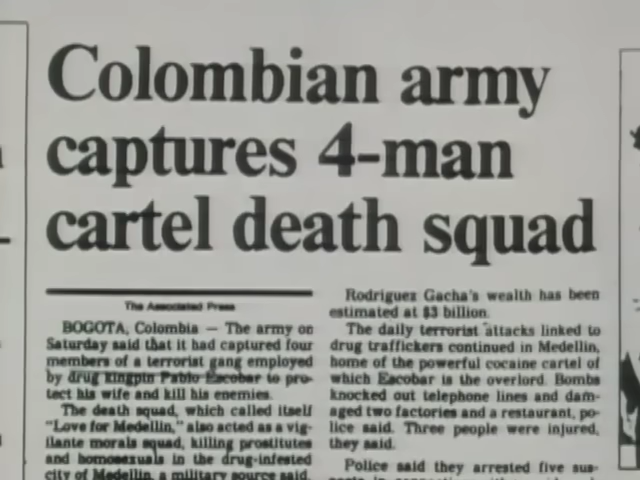 Colombian army
captures 4-man
cartel death squad
The Associated Press
BOGOTA, Colombia — The army on
Saturday said that it had captured four
members of a terrorist gang employed
by drug kingpin Pablo Escobar to pro-
tect his wife and kill his enemies.
The death squad, which called itself
"Love for Medellin," also acted as a vig-
ilante morals squad, killing prostitutes
and homosexuals in the drug-infested
city of Medellin, a military source said.
Rodriguez Gacha's wealth has been
estimated at $3 billion.
The daily terrorist attacks linked to
drug traffickers continued in Medellin,
home of the powerful cocaine cartel of
which Escobar is the overlord. Bombs
knocked out telephone lines and dam-
aged two factories and a restaurant, po-
lice said. Three people were injured,
they said.
Police said they arrested five sus-